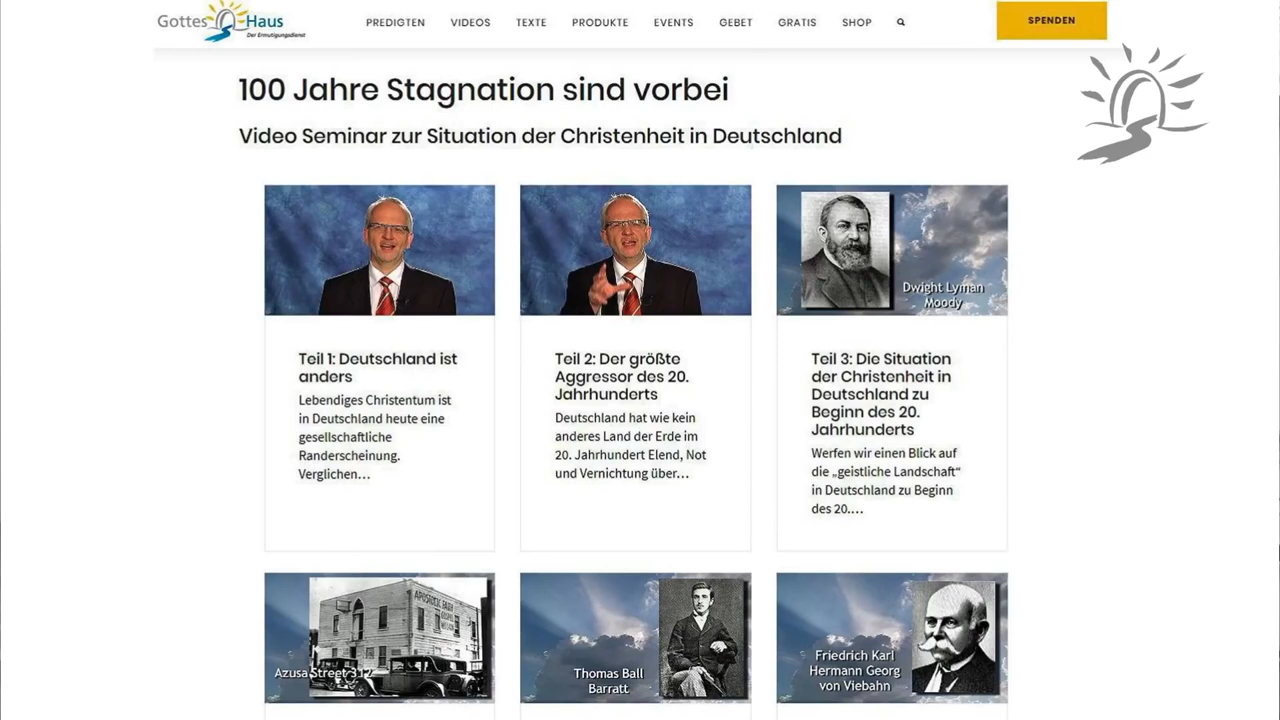 Gottes Haus
Der Ermutigungsdienst
PREDIGTEN VIDEOS TEXTE PRODUKTE EVENTS GEBET GRATIS SHOP
SPENDEN
100 Jahre Stagnation sind vorbei
Video Seminar zur Situation der Christenheit in Deutschland
Dwight Lyman
Moody
Teil 1: Deutschland ist
anders
Lebendiges Christentum ist
in Deutschland heute eine
gesellschaftliche
Randerscheinung.
Verglichen…
Teil 2: Der größte
Aggressor des 20.
Jahrhunderts
Deutschland hat wie kein
anderes Land der Erde im
20. Jahrhundert Elend, Not
und Vernichtung über…
Teil 3: Die Situation
der Christenheit in
Deutschland zu
Beginn des 20.
Jahrhunderts
Werfen wir einen Blick auf
die „geistliche Landschaft“
in Deutschland zu Beginn
des 20.…
APOSTOLIC FAITH
GOSPEL
MISSION
Azusa Street 312
Thomas Ball
Barratt
Friedrich Karl
Hermann Georg
von Viebahn